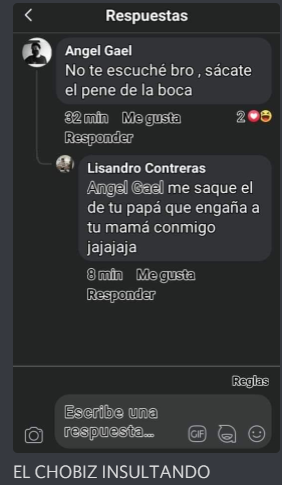 Respuestas
Angel Gael
No te escuché bro , sácate
el pene de la boca
32 min Me gusta 2
Responder
Lisandro Contreras
Angel Gael me saque el
de tu papá que engaña a
tu mamá conmigo
jajajaja
8 min Me gusta
Responder
Reglas
Escribe una
respuesta...
GIF
EL CHOBIZ INSULTANDO